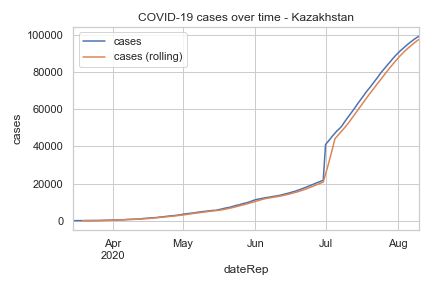 COVID-19 cases over time - Kazakhstan
cases
cases (rolling)
100000
80000
60000
40000
20000
0
cases
Apr
2020
May
Jun
Jul
Aug
dateRep